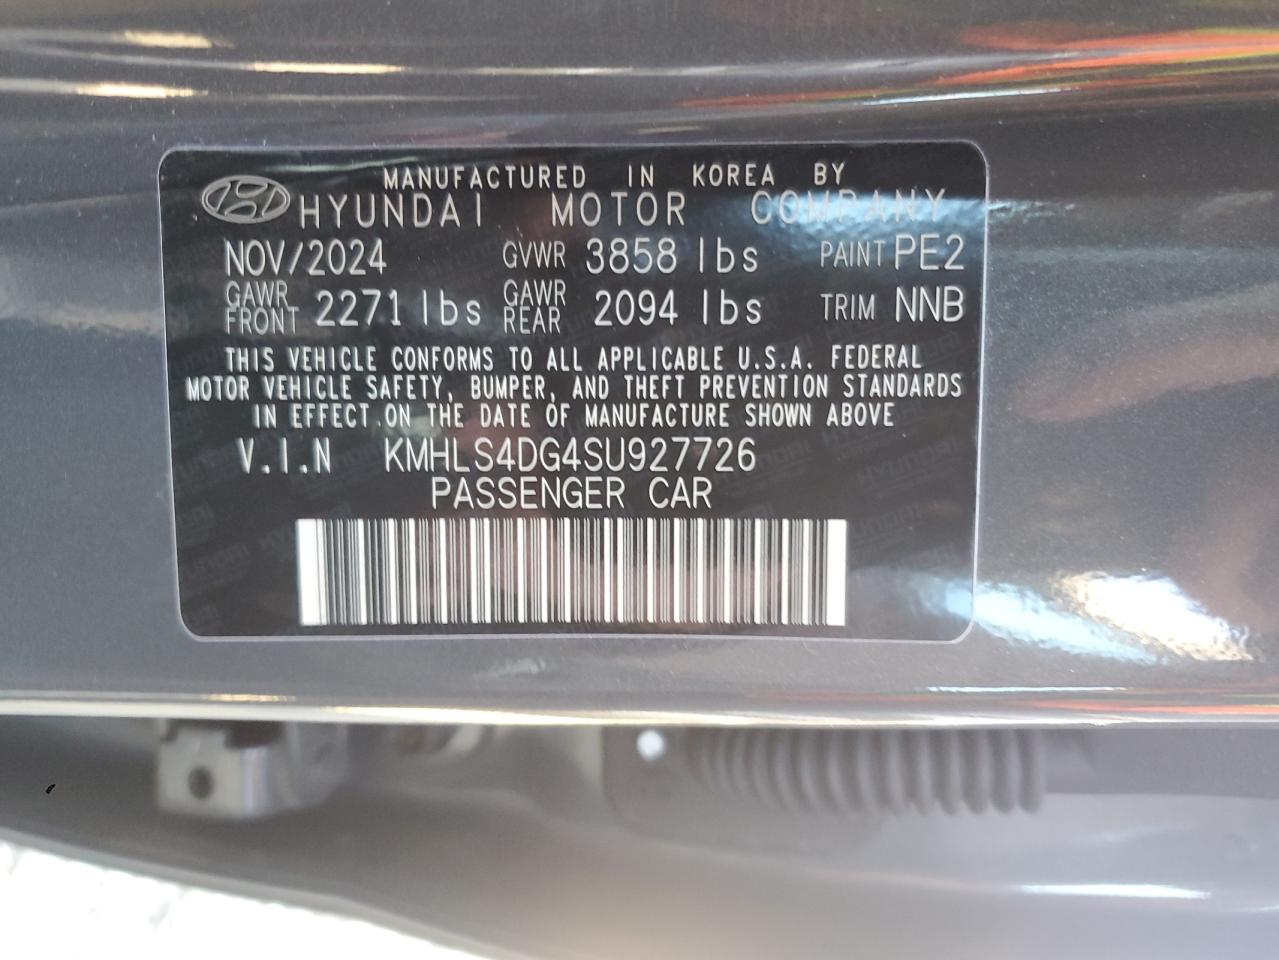 MANUFACTURED IN KOREA BY
HYUNDAI MOTOR COMPANY
NOV/2024 GVWR 3858 lbs PAINT PE2
GAWR FRONT 2271 lbs GAWR REAR 2094 lbs TRIM NNB
THIS VEHICLE CONFORMS TO ALL APPLICABLE U.S.A. FEDERAL
MOTOR VEHICLE SAFETY, BUMPER, AND THEFT PREVENTION STANDARDS
IN EFFECT ON THE DATE OF MANUFACTURE SHOWN ABOVE
V.I.N KMHLS4DG4SU927726
PASSENGER CAR